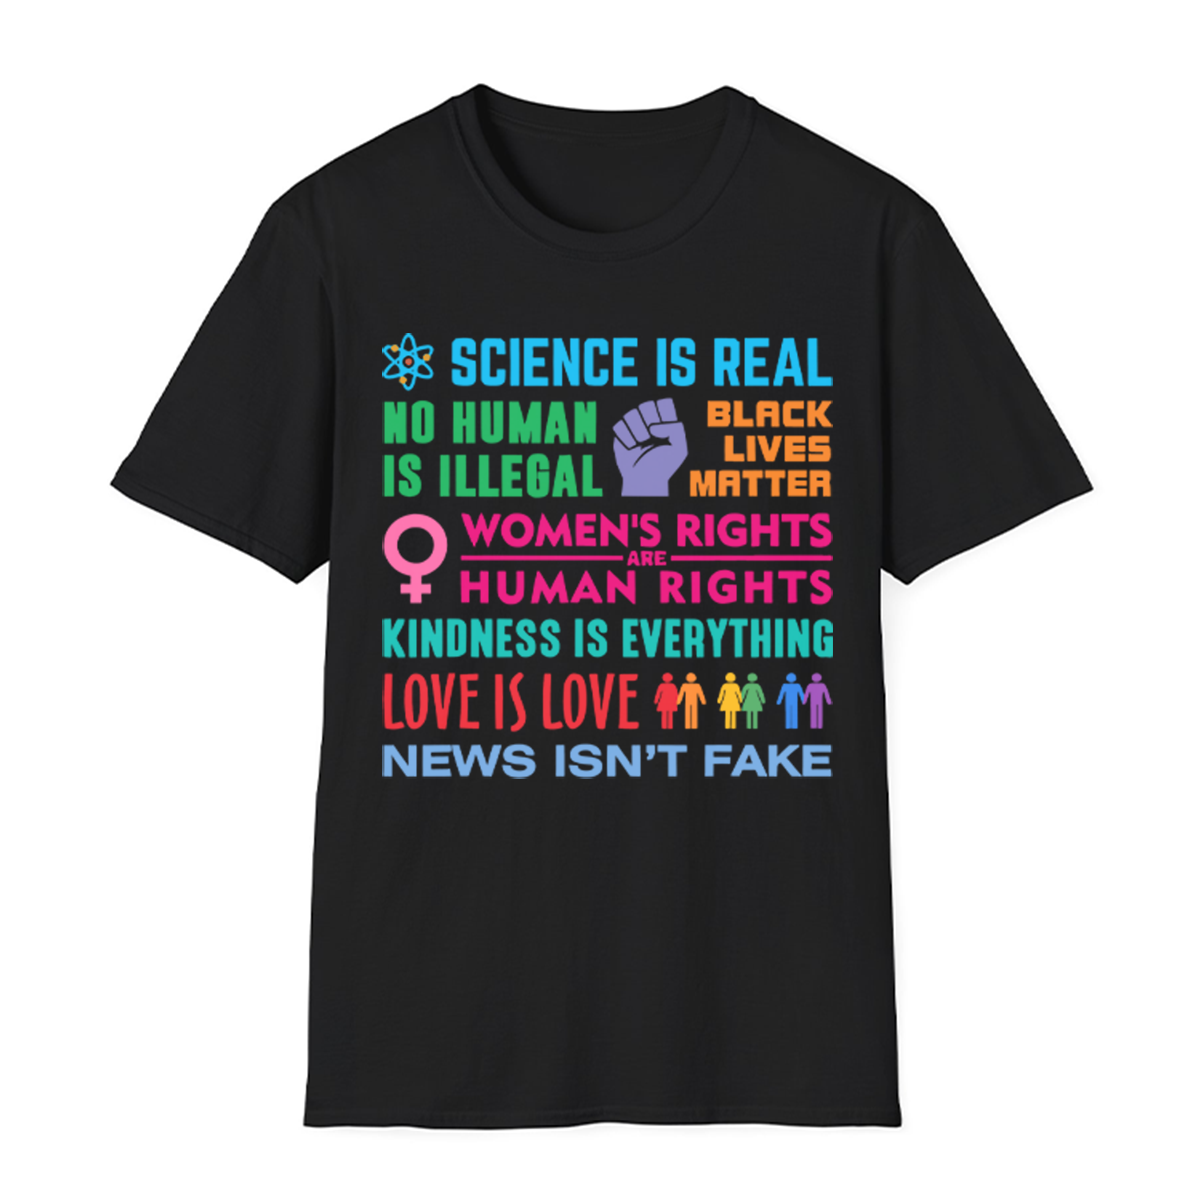 SCIENCE IS REAL
NO HUMAN
IS ILLEGAL
BLACK
LIVES
MATTER
WOMEN'S RIGHTS
ARE
HUMAN RIGHTS
KINDNESS IS EVERYTHING
LOVE IS LOVE
NEWS ISN’T FAKE